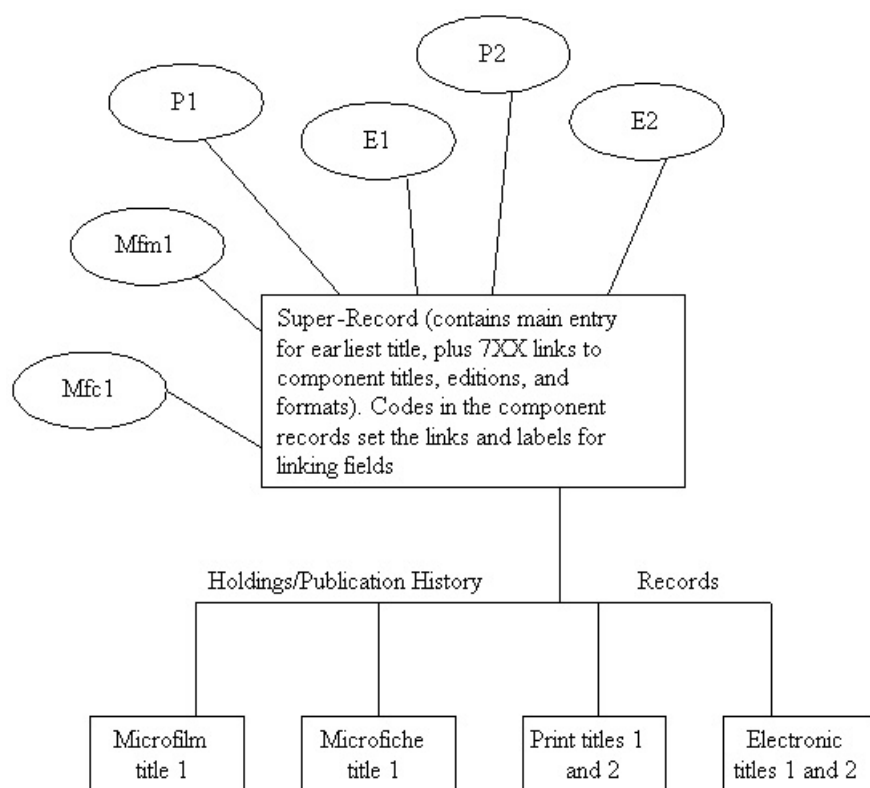 P2
P1
E1
E2
Mfm1
Mfc1
Super-Record (contains main entry
for earliest title, plus 7XX links to
component titles, editions, and
formats). Codes in the component
records set the links and labels for
linking fields
Holdings/Publication History
Records
Microfilm
title 1
Microfiche
title 1
Print titles 1
and 2
Electronic
titles 1 and 2